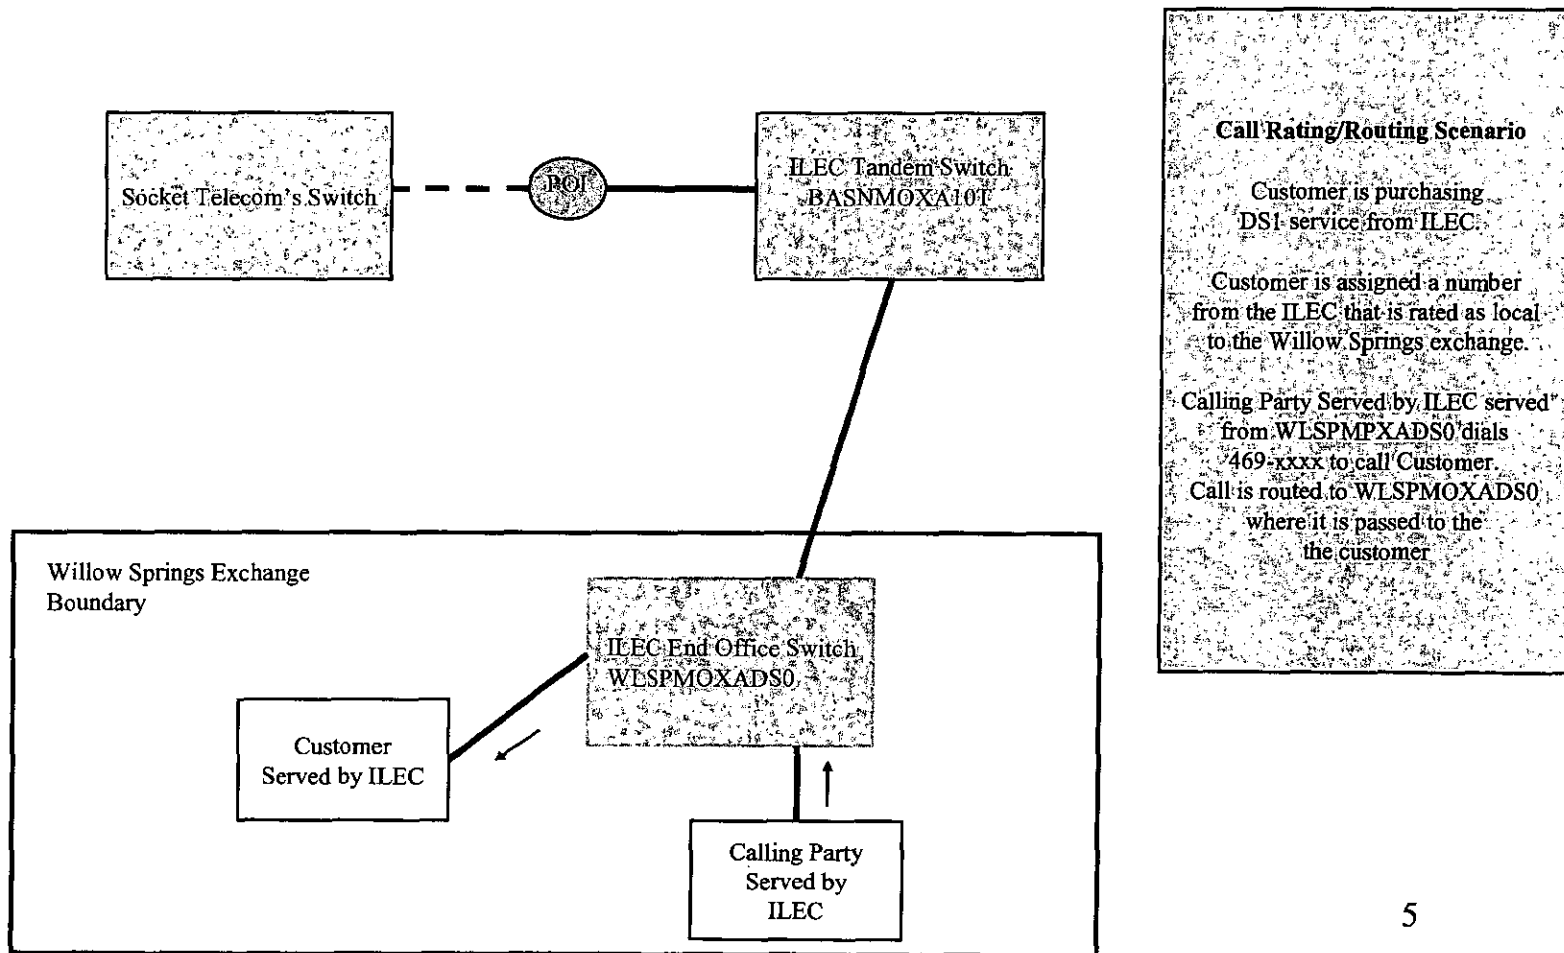 Socket Telecom's Switch
POI
ILEC Tandem Switch
BASNMOXA10T
Call Rating/Routing Scenario
Customer is purchasing
DS1 service from ILEC.
Customer is assigned a number
from the ILEC that is rated as local
to the Willow Springs exchange.
Calling Party Served by ILEC served
from WLSPMPXADS0 dials
469-xxxx to call Customer.
Call is routed to WLSPMOXADS0
where it is passed to the
the customer
Willow Springs Exchange
Boundary
ILEC End Office Switch
WLSPMOXADS0
Customer
Served by ILEC
Calling Party
Served by
ILEC
5